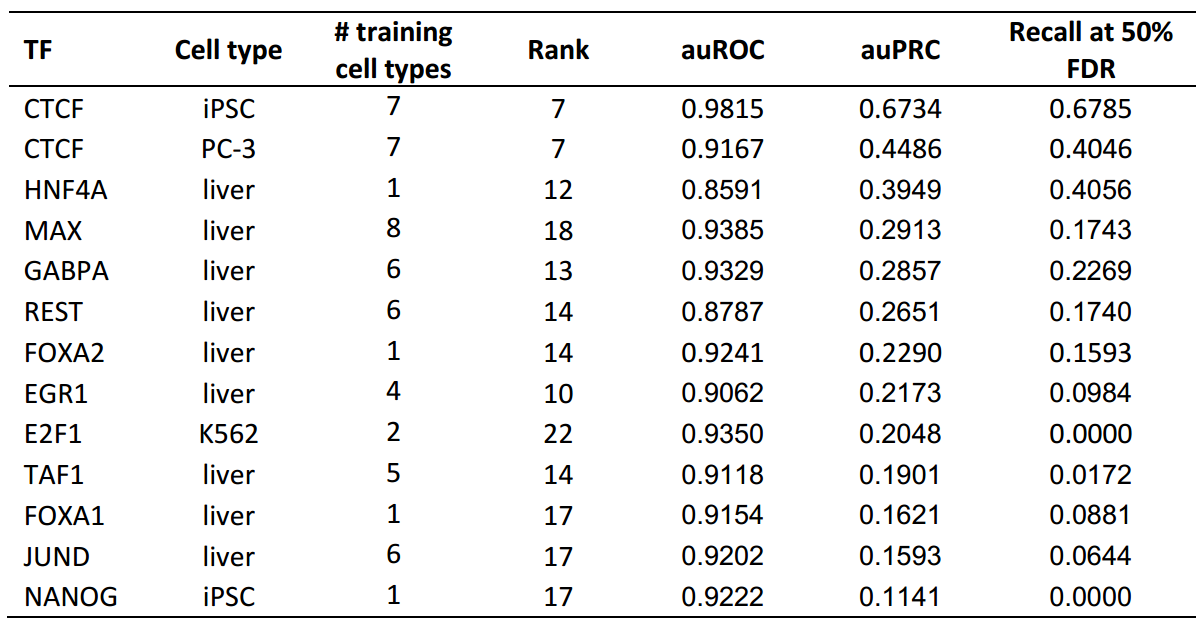 TF Cell type # training cell types Rank auROC auPRC Recall at 50% FDR
CTCF iPSC 7 7 0.9815 0.6734 0.6785
CTCF PC-3 7 7 0.9167 0.4486 0.4046
HNF4A liver 1 12 0.8591 0.3949 0.4056
MAX liver 8 18 0.9385 0.2913 0.1743
GABPA liver 6 13 0.9329 0.2857 0.2269
REST liver 6 14 0.8787 0.2651 0.1740
FOXA2 liver 1 14 0.9241 0.2290 0.1593
EGR1 liver 4 10 0.9062 0.2173 0.0984
E2F1 K562 2 22 0.9350 0.2048 0.0000
TAF1 liver 5 14 0.9118 0.1901 0.0172
FOXA1 liver 1 17 0.9154 0.1621 0.0881
JUND liver 6 17 0.9202 0.1593 0.0644
NANOG iPSC 1 17 0.9222 0.1141 0.0000